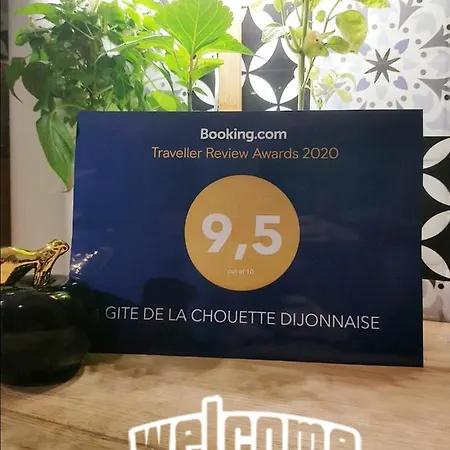 Booking.com
Traveller Review Awards 2020
9,5
out of 10
GITE DE LA CHOUETTE DIJONNAISE
welcome